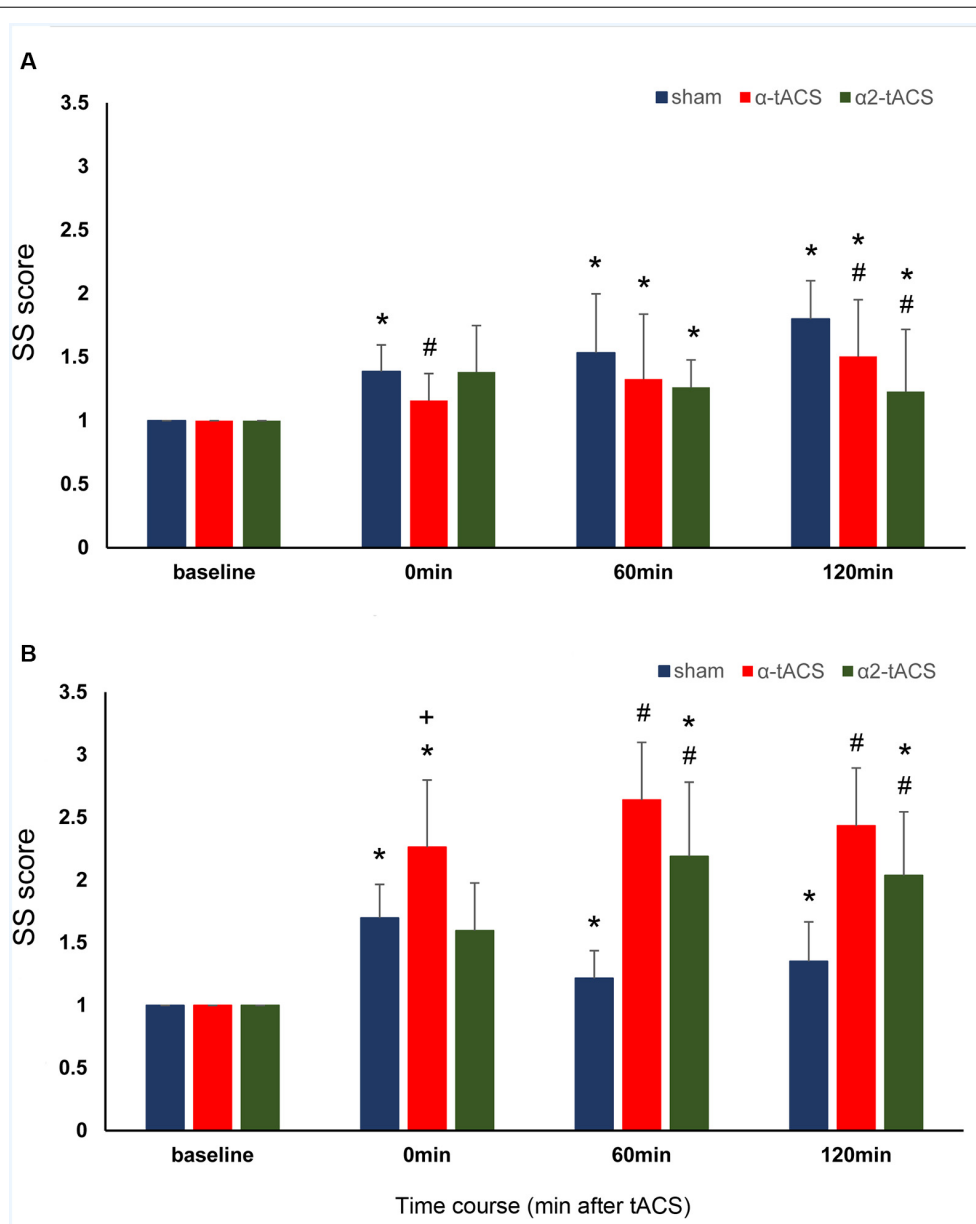 A
sham α-tACS α2-tACS
3.5
3
2.5
2
1.5
1
0.5
0
SS score
* # * * * * * # * #
baseline 0min 60min 120min
B
sham α-tACS α2-tACS
3.5
3
2.5
2
1.5
1
0.5
0
SS score
* + * * # * # * # * #
baseline 0min 60min 120min
Time course (min after tACS)